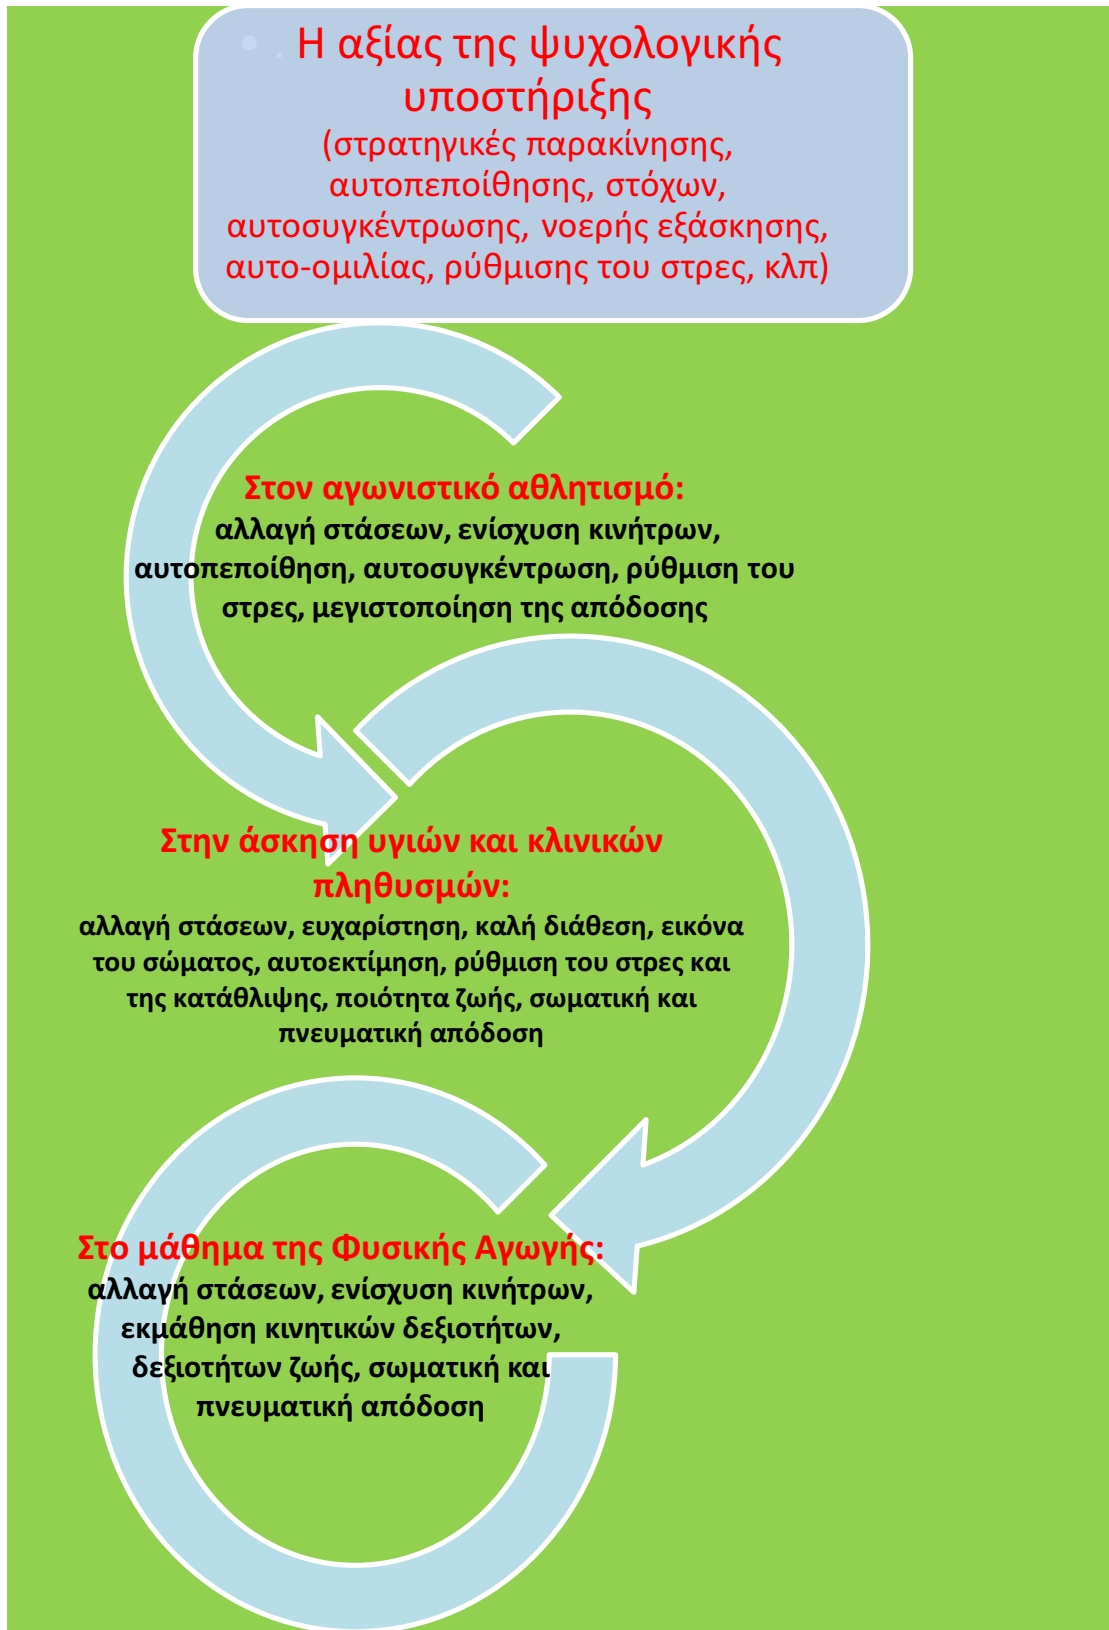 Η αξίας της ψυχολογικής
υποστήριξης
(στρατηγικές παρακίνησης,
αυτοπεποίθησης, στόχων,
αυτοσυγκέντρωσης, νοερής εξάσκησης,
αυτο-ομιλίας, ρύθμισης του στρες, κλπ)
Στον αγωνιστικό αθλητισμό:
αλλαγή στάσεων, ενίσχυση κινήτρων,
αυτοπεποίθηση, αυτοσυγκέντρωση, ρύθμιση του
στρες, μεγιστοποίηση της απόδοσης
Στην άσκηση υγιών και κλινικών
πληθυσμών:
αλλαγή στάσεων, ευχαρίστηση, καλή διάθεση, εικόνα
του σώματος, αυτοεκτίμηση, ρύθμιση του στρες και
της κατάθλιψης, ποιότητα ζωής, σωματική και
πνευματική απόδοση
Στο μάθημα της Φυσικής Αγωγής:
αλλαγή στάσεων, ενίσχυση κινήτρων,
εκμάθηση κινητικών δεξιοτήτων,
δεξιοτήτων ζωής, σωματική και
πνευματική απόδοση